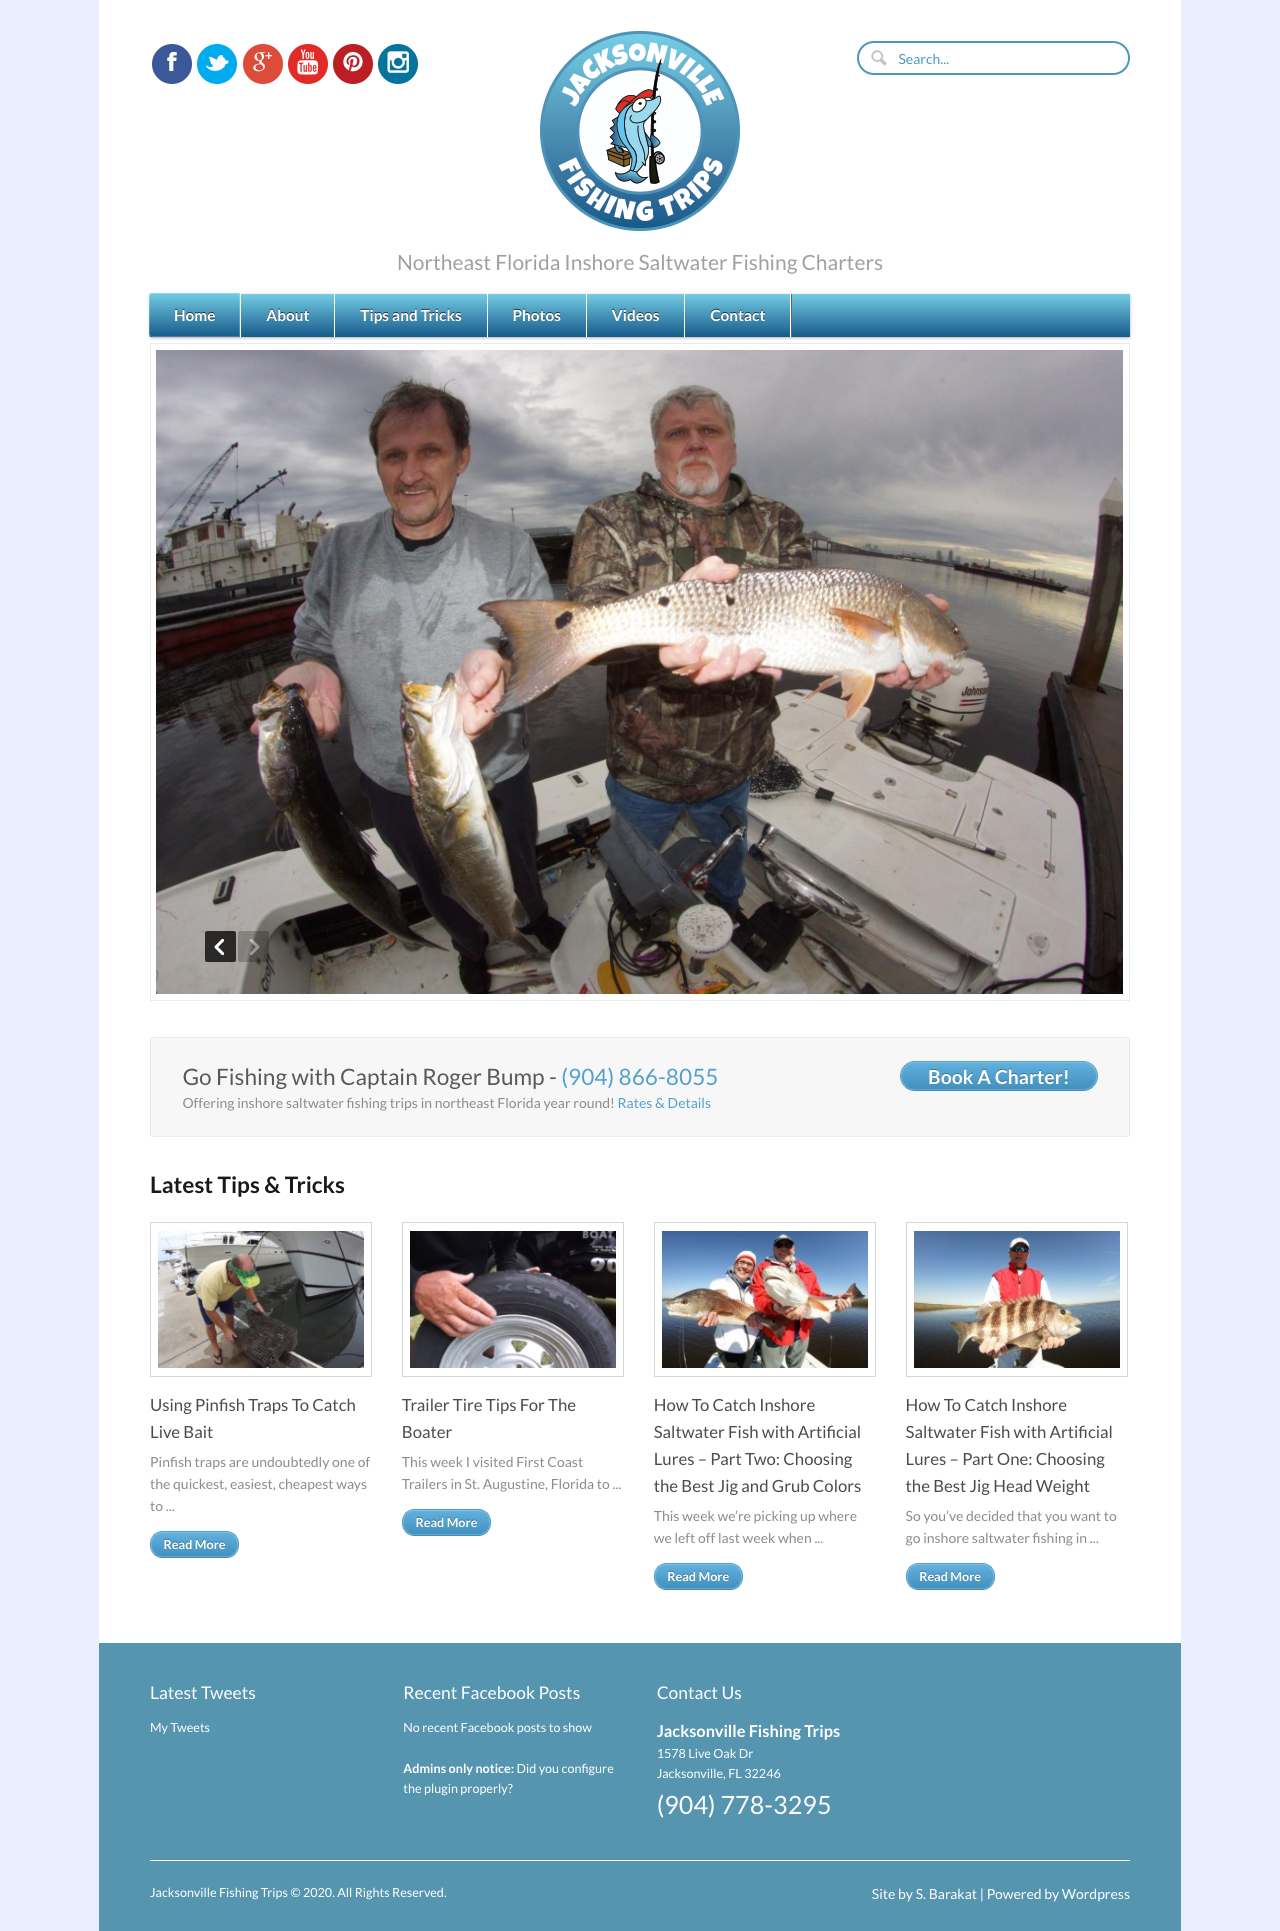 f
g+
You
Tube
Search...
JACKSONVILLE
FISHING TRIPS
Northeast Florida Inshore Saltwater Fishing Charters
Home About Tips and Tricks Photos Videos Contact
Johnson
Go Fishing with Captain Roger Bump - (904) 866-8055
Book A Charter!
Offering inshore saltwater fishing trips in northeast Florida year round! Rates & Details
Latest Tips & Tricks
BOAT
90
Using Pinfish Traps To Catch
Live Bait
Pinfish traps are undoubtedly one of
the quickest, easiest, cheapest ways
to ...
Read More
Trailer Tire Tips For The
Boater
This week I visited First Coast
Trailers in St. Augustine, Florida to ...
Read More
How To Catch Inshore
Saltwater Fish with Artificial
Lures – Part Two: Choosing
the Best Jig and Grub Colors
This week we're picking up where
we left off last week when ...
Read More
How To Catch Inshore
Saltwater Fish with Artificial
Lures – Part One: Choosing
the Best Jig Head Weight
So you've decided that you want to
go inshore saltwater fishing in ...
Read More
Latest Tweets
My Tweets
Recent Facebook Posts
No recent Facebook posts to show
Admins only notice: Did you configure
the plugin properly?
Contact Us
Jacksonville Fishing Trips
1578 Live Oak Dr
Jacksonville, FL 32246
(904) 778-3295
Jacksonville Fishing Trips © 2020. All Rights Reserved.
Site by S. Barakat | Powered by Wordpress